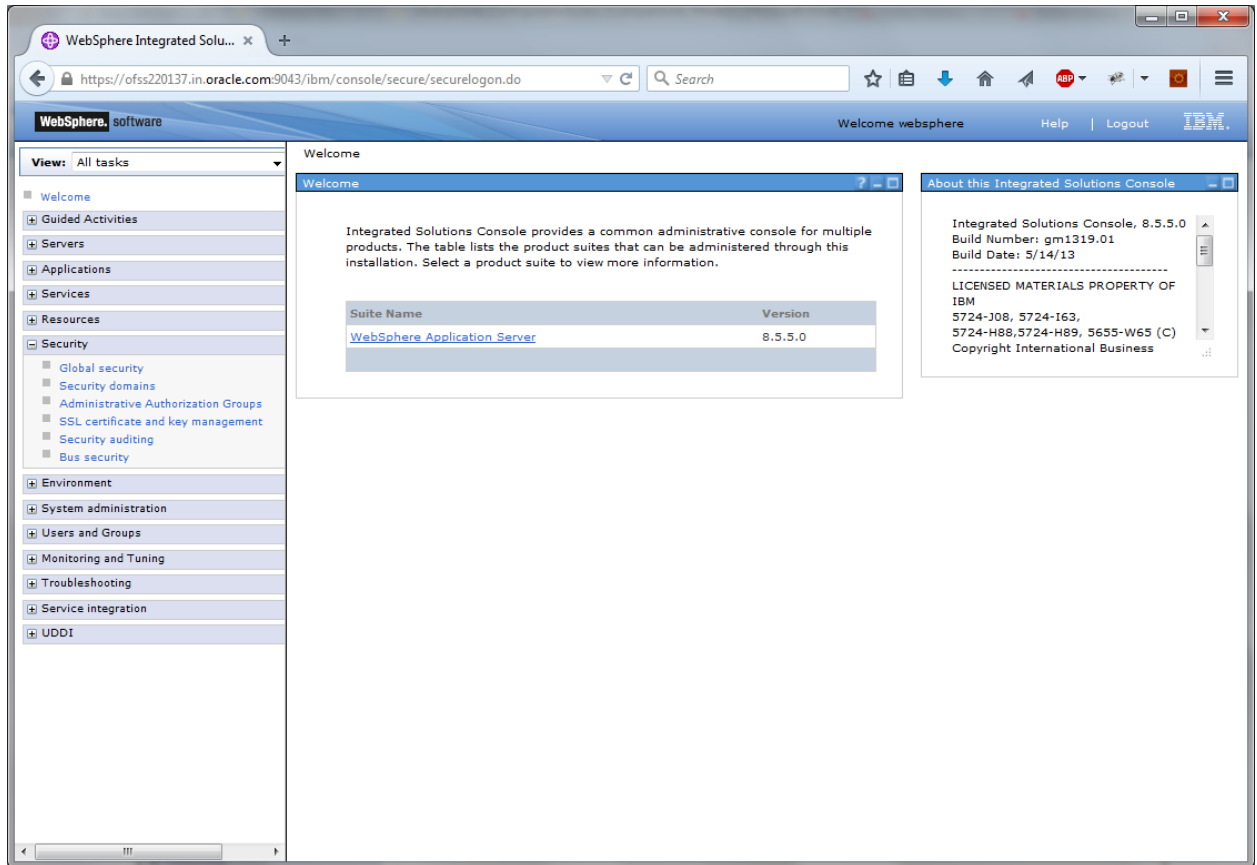 WebSphere Integrated Solu...
https://ofss220137.in.oracle.com:9043/ibm/console/secure/securelogon.do
Search
ABP
WebSphere. software
Welcome websphere
Help | Logout
IBM.
View: All tasks
Welcome
Guided Activities
Servers
Applications
Services
Resources
Security
Global security
Security domains
Administrative Authorization Groups
SSL certificate and key management
Security auditing
Bus security
Environment
System administration
Users and Groups
Monitoring and Tuning
Troubleshooting
Service integration
UDDI
Welcome
Welcome
Integrated Solutions Console provides a common administrative console for multiple
products. The table lists the product suites that can be administered through this
installation. Select a product suite to view more information.
Suite Name Version
WebSphere Application Server 8.5.5.0
About this Integrated Solutions Console
Integrated Solutions Console, 8.5.5.0
Build Number: gm1319.01
Build Date: 5/14/13
----------------------------------------
LICENSED MATERIALS PROPERTY OF
IBM
5724-J08, 5724-I63,
5724-H88,5724-H89, 5655-W65 (C)
Copyright International Business